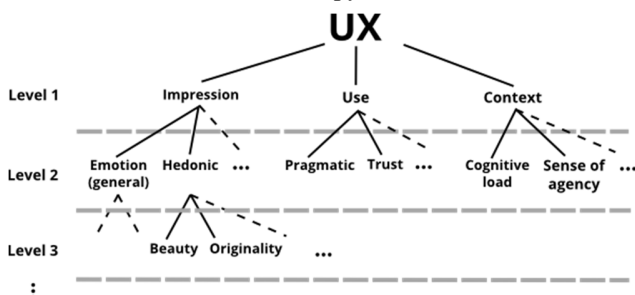 UX
Level 1
Impression
Use
Context
Level 2
Emotion
(general)
Hedonic
...
Pragmatic
Trust
...
Cognitive
load
Sense of
agency
...
Level 3
Beauty
Originality
...
: